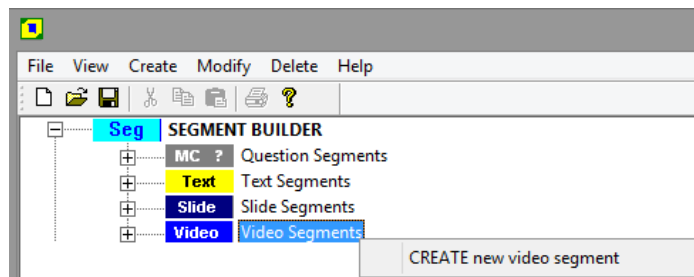 File View Create Modify Delete Help
Seg SEGMENT BUILDER
MC ? Question Segments
Text Text Segments
Slide Slide Segments
Video Video Segments
CREATE new video segment